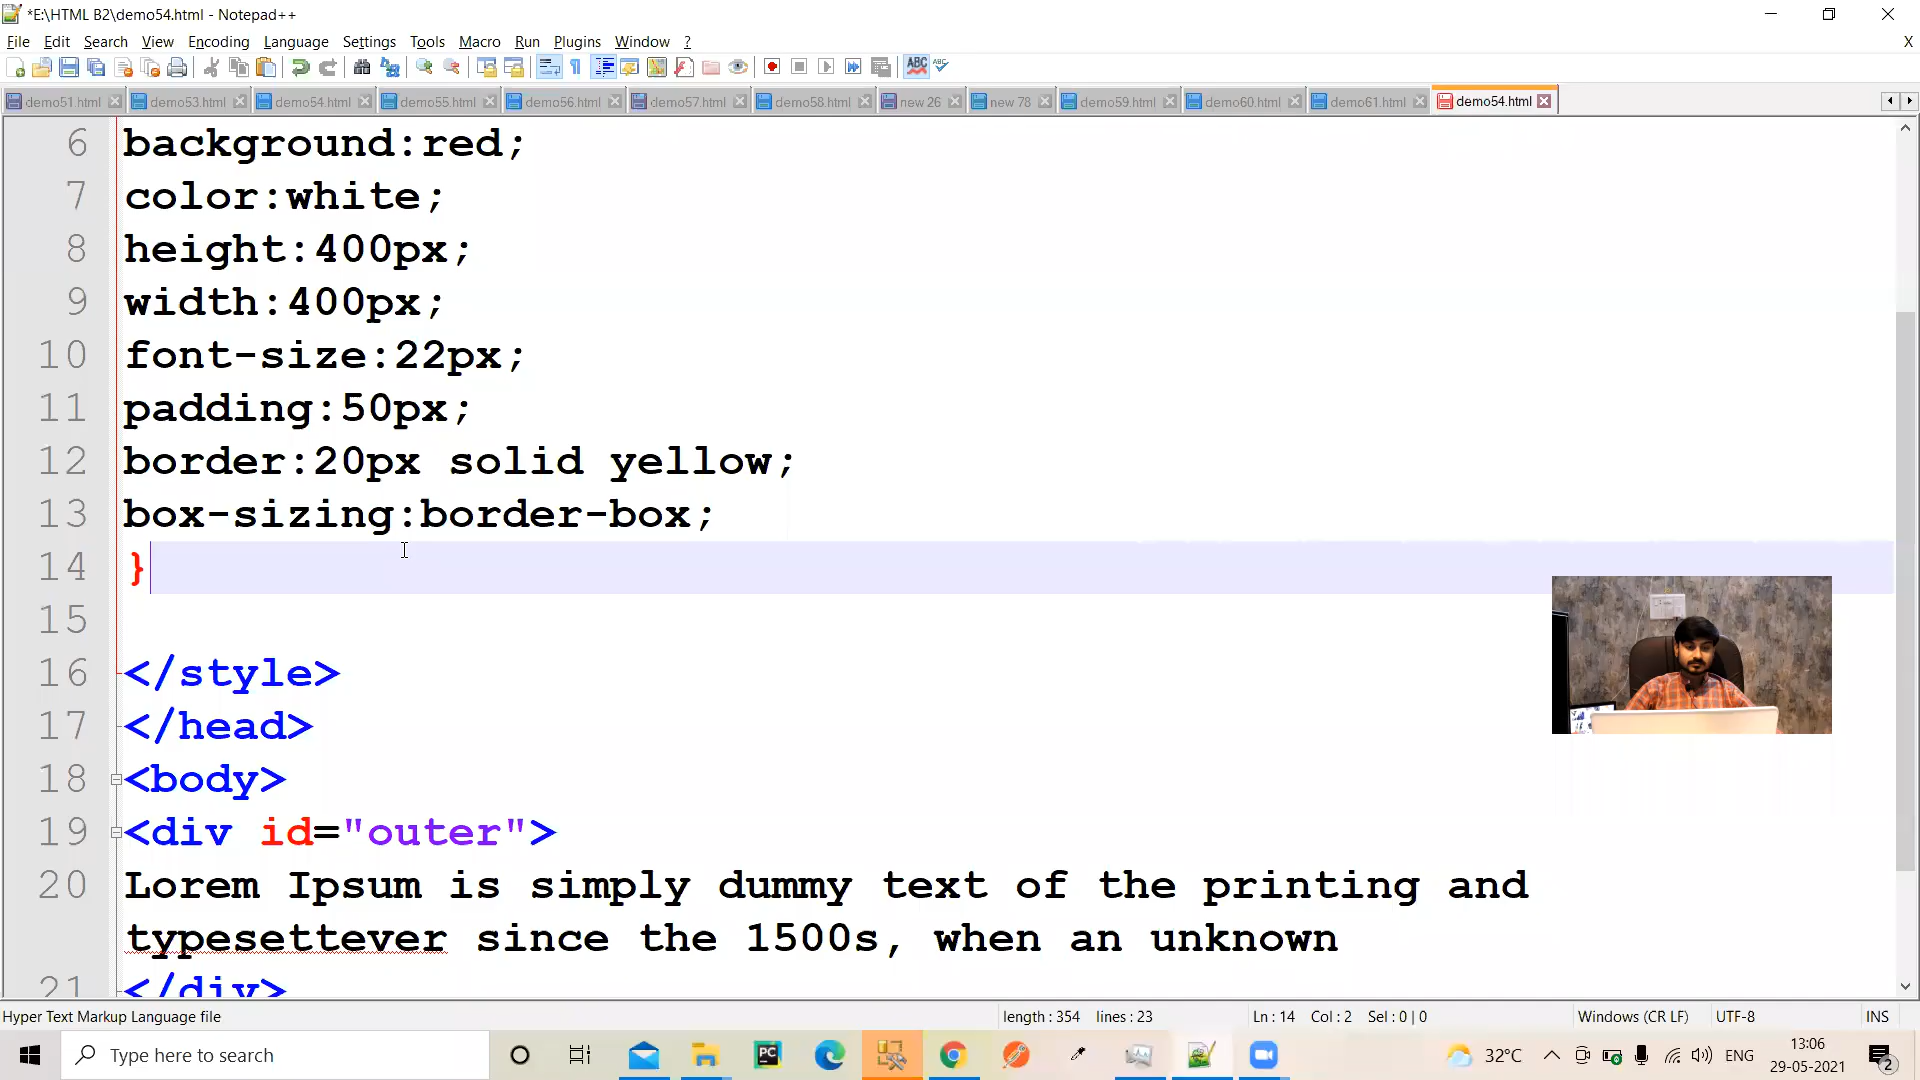 *E:\HTML B2\demo54.html - Notepad++
File Edit Search View Encoding Language Settings Tools Macro Run Plugins Window ? X
demo51.html demo53.html demo54.html demo55.html demo56.html demo57.html demo58.html new 26 new 78 demo59.html demo60.html demo61.html demo54.html
6 background:red;
7 color:white;
8 height:400px;
9 width:400px;
10 font-size:22px;
11 padding:50px;
12 border:20px solid yellow;
13 box-sizing:border-box;
14 }
15
16 </style>
17 </head>
18 <body>
19 <div id="outer">
20 Lorem Ipsum is simply dummy text of the printing and
typesettever since the 1500s, when an unknown
21 </div>
Hyper Text Markup Language file length : 354 lines : 23 Ln : 14 Col : 2 Sel : 0 | 0 Windows (CR LF) UTF-8 INS
Type here to search 32°C ENG 13:06
29-05-2021 2